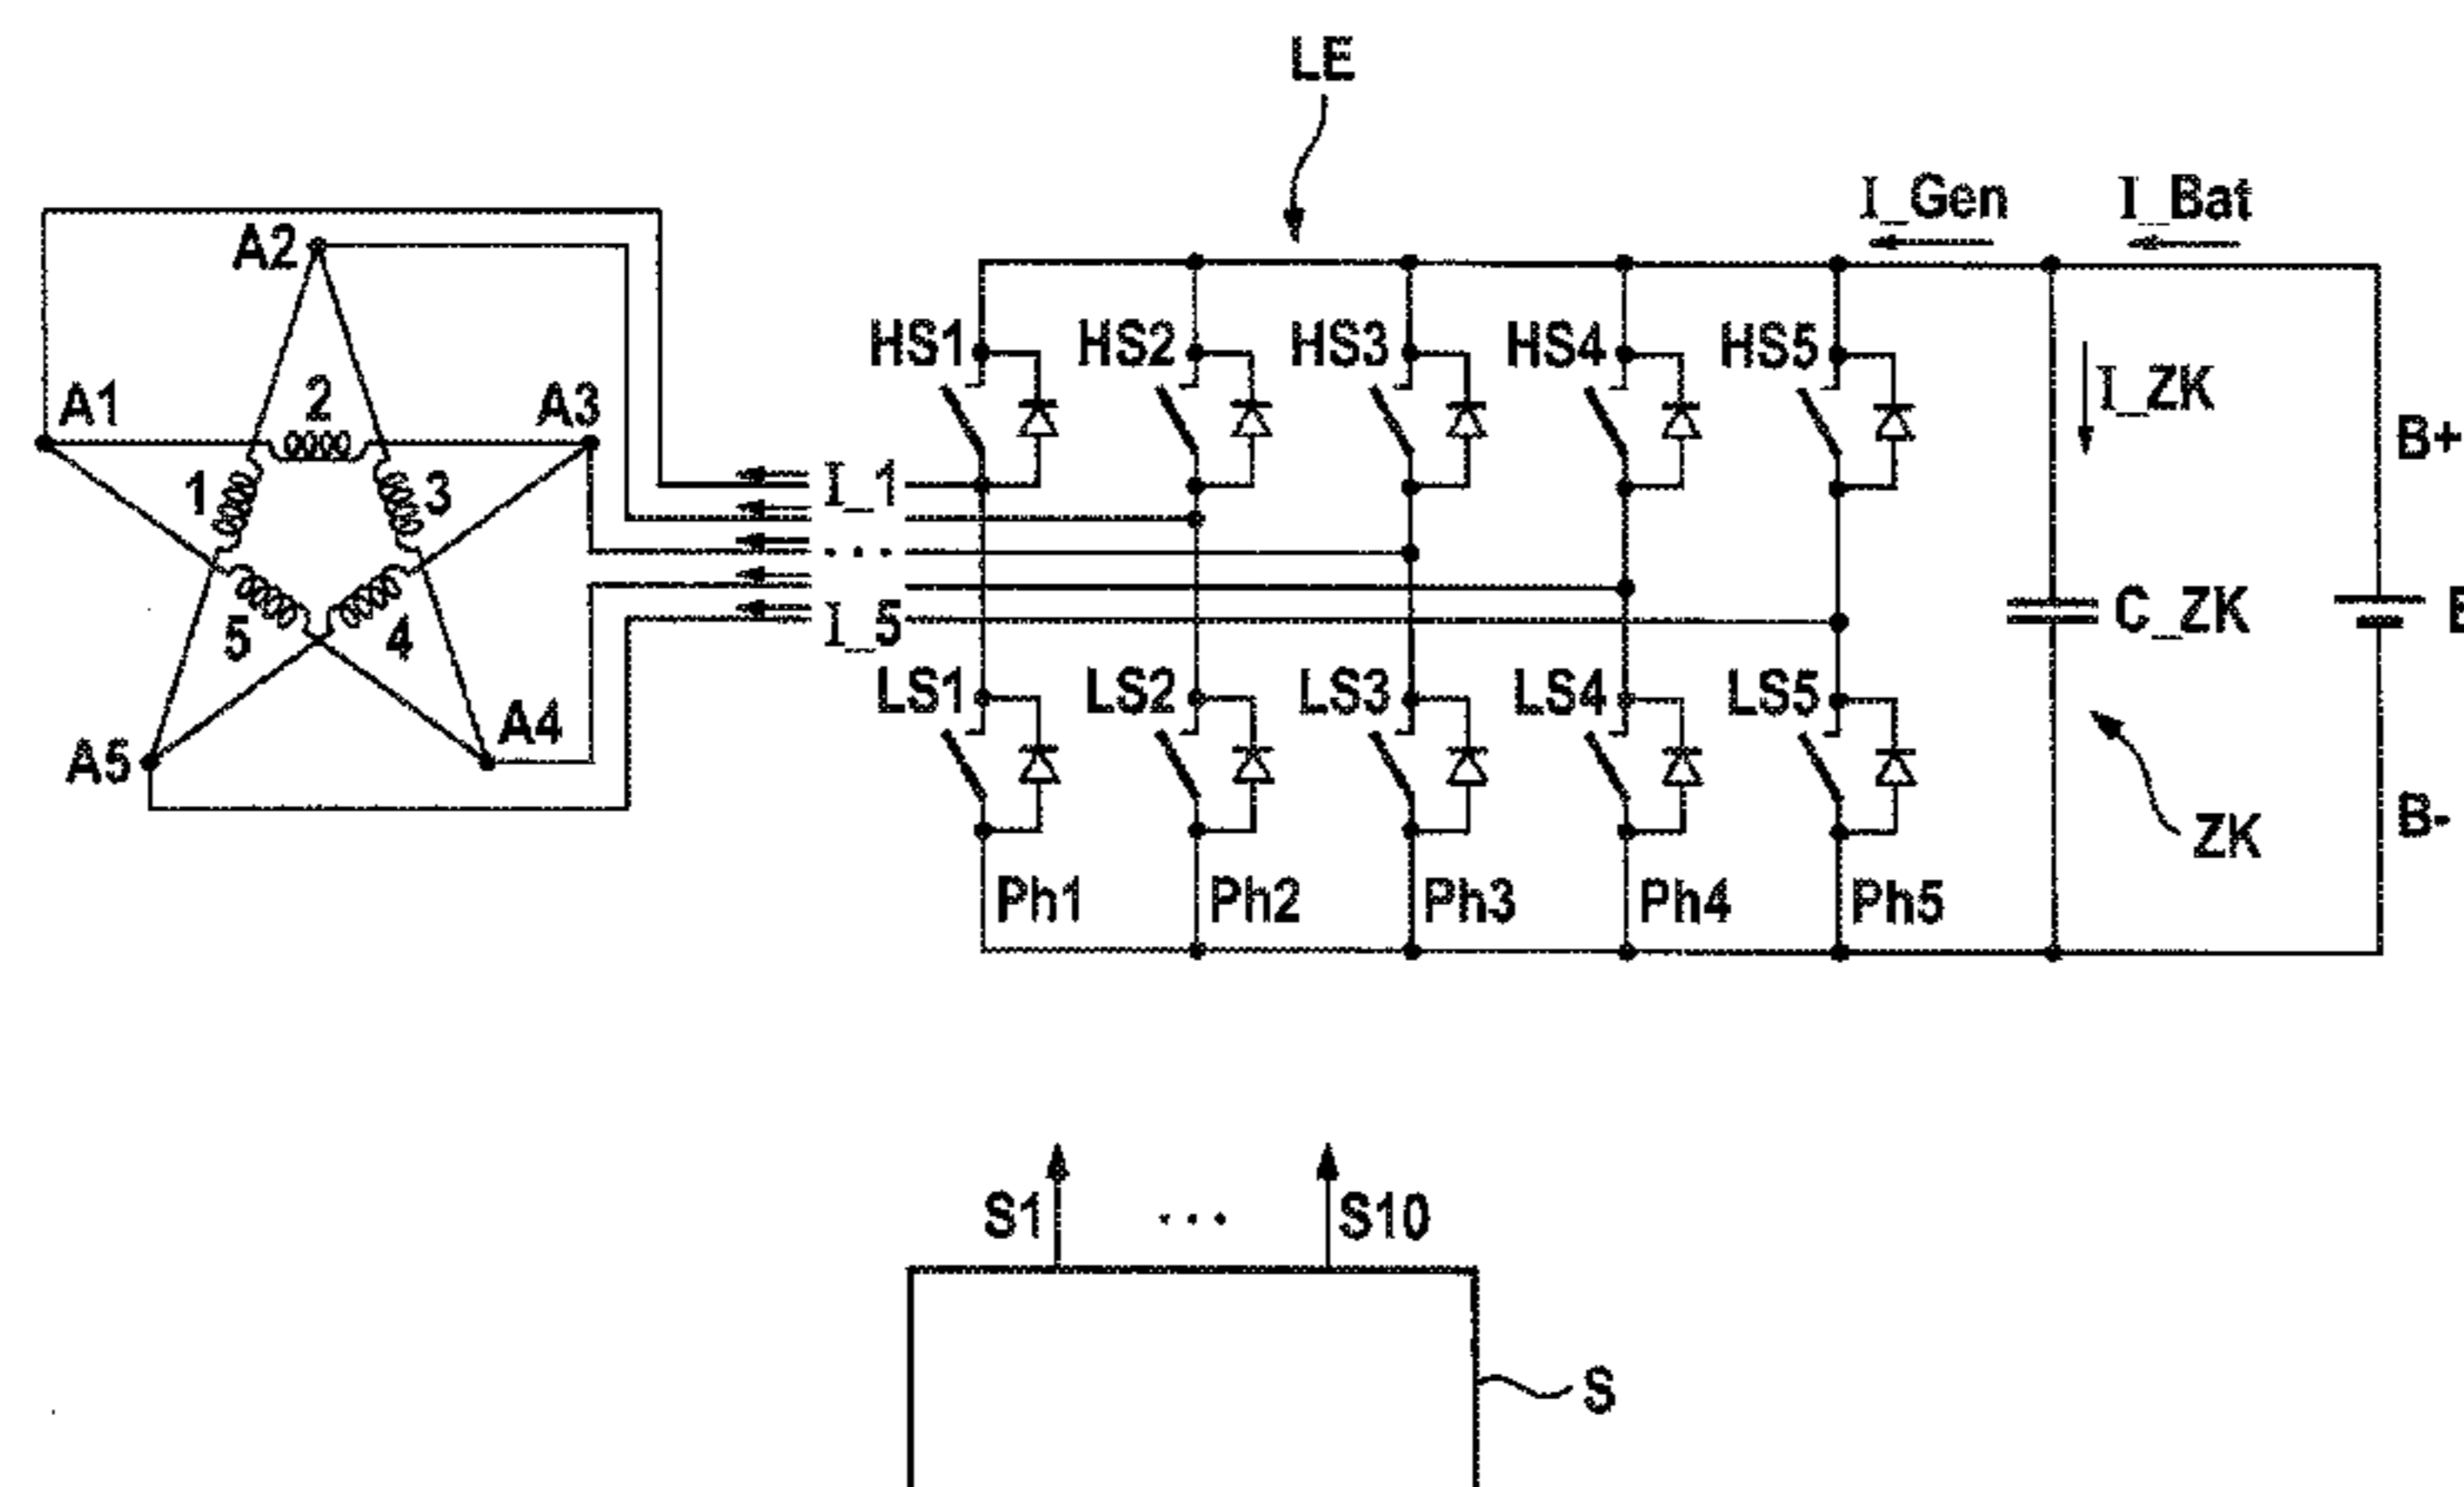 LE
I_Gen
I_Bat
A2
HS1
HS2
HS3
HS4
HS5
I_ZK
A1
2
A3
B+
1
3
I_1
...
I_5
5
4
C_ZK
LS1
LS2
LS3
LS4
LS5
A5
A4
B-
ZK
Ph1
Ph2
Ph3
Ph4
Ph5
S1
...
S10
S